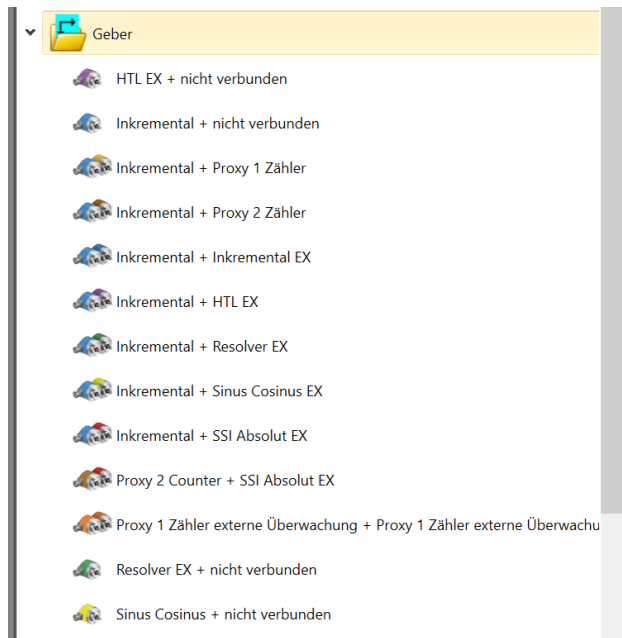 Geber
HTL EX + nicht verbunden
Inkremental + nicht verbunden
Inkremental + Proxy 1 Zähler
Inkremental + Proxy 2 Zähler
Inkremental + Inkremental EX
Inkremental + HTL EX
Inkremental + Resolver EX
Inkremental + Sinus Cosinus EX
Inkremental + SSI Absolut EX
Proxy 2 Counter + SSI Absolut EX
Proxy 1 Zähler externe Überwachung + Proxy 1 Zähler externe Überwachu
Resolver EX + nicht verbunden
Sinus Cosinus + nicht verbunden